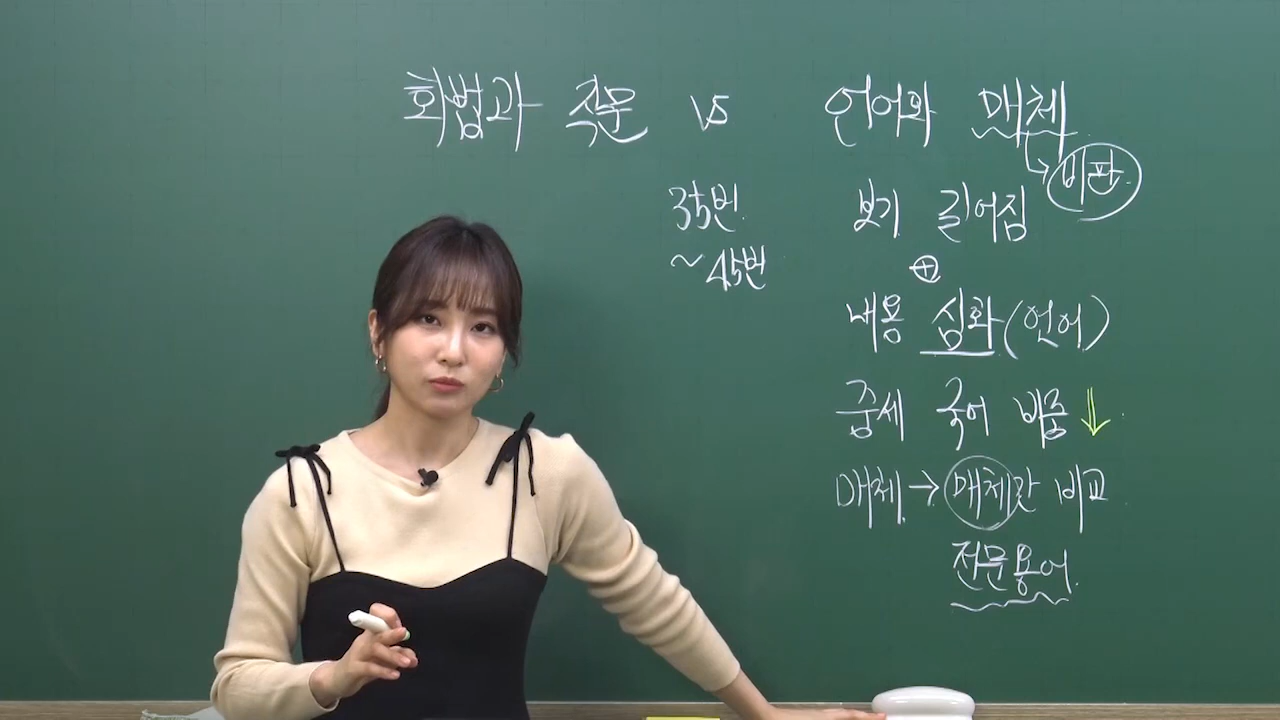 화법과 작문 vs 언어와 매체
비판
35번
~45번
보기 길어짐
⊕
내용 심화(언어)
중세 국어 비중 ↓
매체 → 매체간 비교
전문용어